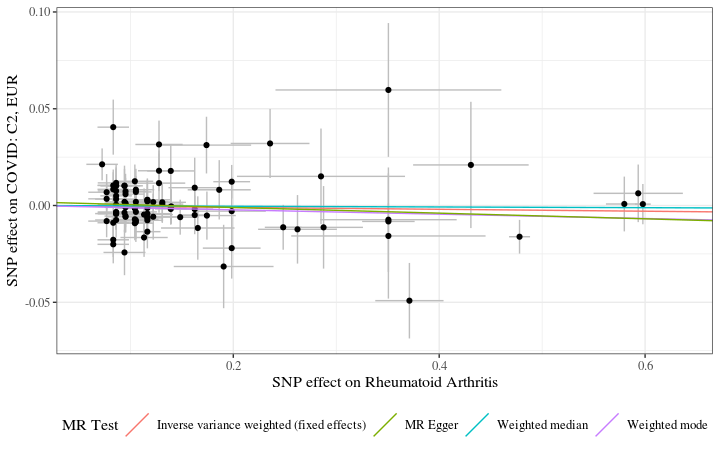 0.10
0.05
0.00
-0.05
SNP effect on COVID: C2, EUR
0.2
0.4
0.6
SNP effect on Rheumatoid Arthritis
MR Test
Inverse variance weighted (fixed effects)
MR Egger
Weighted median
Weighted mode